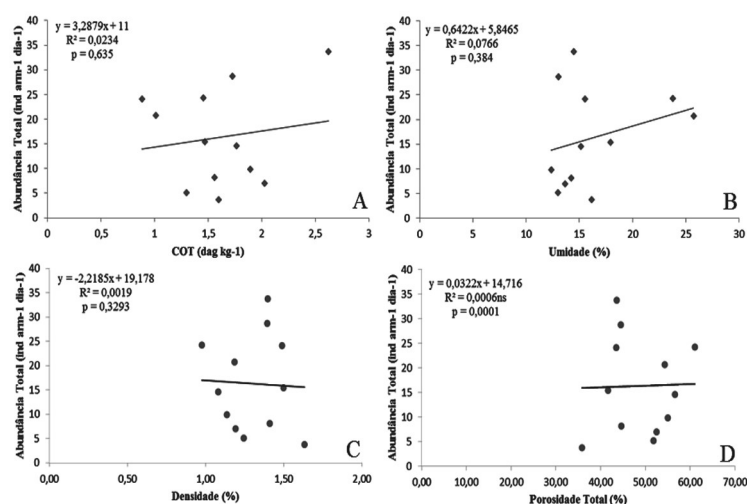 y = 3,2879x + 11
R² = 0,0234
p = 0,635
Abundância Total (ind arm-1 dia-1)
40
35
30
25
20
15
10
5
0
0 0,5 1 1,5 2 2,5 3
COT (dag kg-1)
A
y = 0,6422x + 5,8465
R² = 0,0766
p = 0,384
Abundância Total (ind arm-1 dia-1)
40
35
30
25
20
15
10
5
0
0 5 10 15 20 25 30
Umidade (%)
B
y = -2,2185x + 19,178
R² = 0,0019
p = 0,3293
Abundância Total (ind arm-1 dia-1)
40
35
30
25
20
15
10
5
0
0,00 0,50 1,00 1,50 2,00
Densidade (%)
C
y = 0,0322x + 14,716
R² = 0,0006ns
p = 0,0001
Abundância Total (ind arm-1 dia-1)
40
35
30
25
20
15
10
5
0
0,00 10,00 20,00 30,00 40,00 50,00 60,00 70,00
Porosidade Total (%)
D